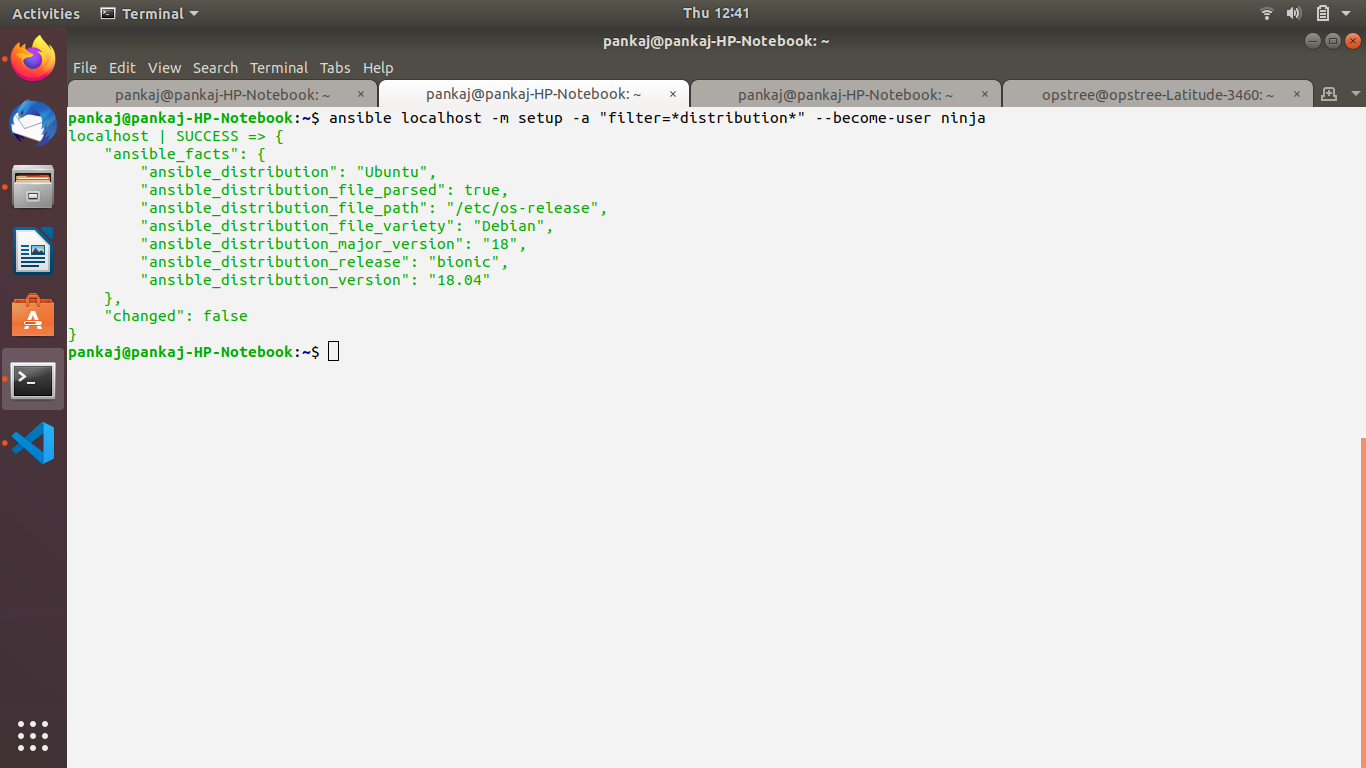 Activities Terminal Thu 12:41
pankaj@pankaj-HP-Notebook: ~
File Edit View Search Terminal Tabs Help
pankaj@pankaj-HP-Notebook: ~ × pankaj@pankaj-HP-Notebook: ~ × pankaj@pankaj-HP-Notebook: ~ × opstree@opstree-Latitude-3460: ~ ×
pankaj@pankaj-HP-Notebook:~$ ansible localhost -m setup -a "filter=*distribution*" --become-user ninja
localhost | SUCCESS => {
    "ansible_facts": {
        "ansible_distribution": "Ubuntu",
        "ansible_distribution_file_parsed": true,
        "ansible_distribution_file_path": "/etc/os-release",
        "ansible_distribution_file_variety": "Debian",
        "ansible_distribution_major_version": "18",
        "ansible_distribution_release": "bionic",
        "ansible_distribution_version": "18.04"
    },
    "changed": false
}
pankaj@pankaj-HP-Notebook:~$